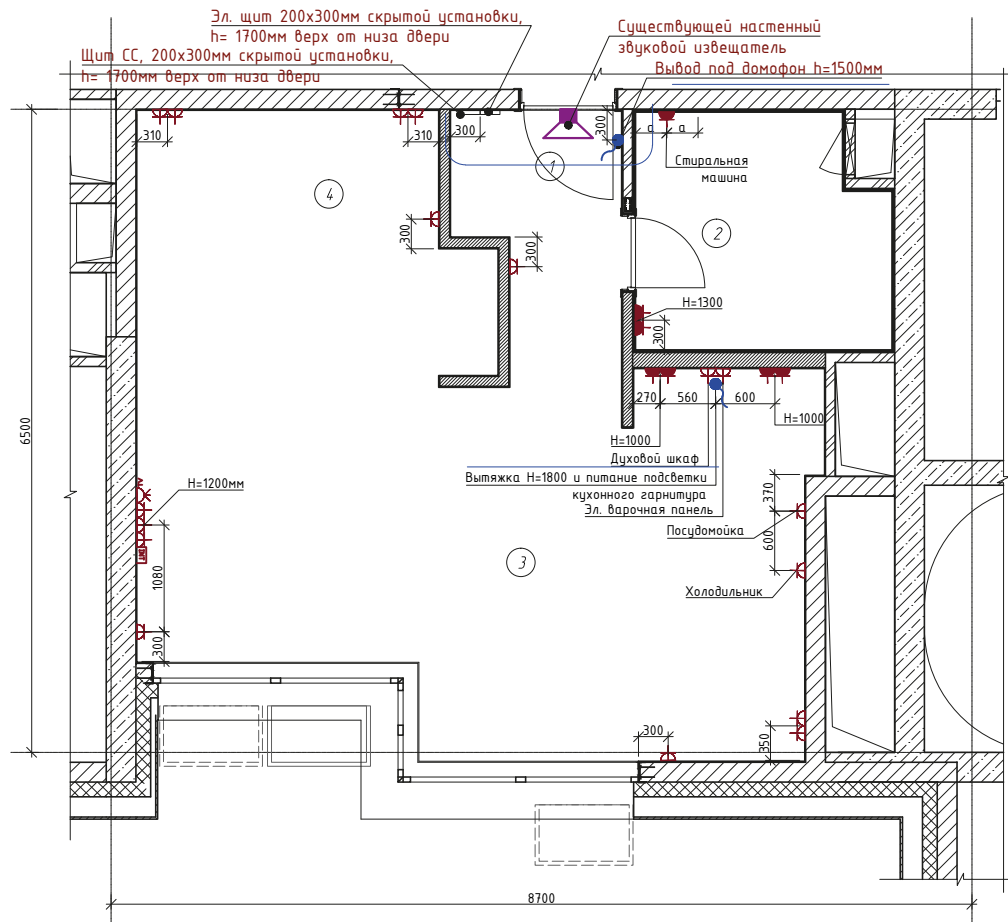 Эл. щит 200x300мм скрытой установки,
h= 1700мм верх от низа двери
Щит СС, 200x300мм скрытой установки,
h= 1700мм верх от низа двери
Существующей настенный
звуковой извещатель
Вывод под домофон h=1500мм
310
310
300
300
а а
Стиральная
машина
1
4
2
300
300
H=1300
300
270 560 600
H=1000
H=1000
Духовой шкаф
Вытяжка H=1800 и питание подсветки
кухонного гарнитура
Эл. варочная панель
6500
H=1200мм
370
Посудомойка
600
3
1080
Холодильник
300
300
350
8700